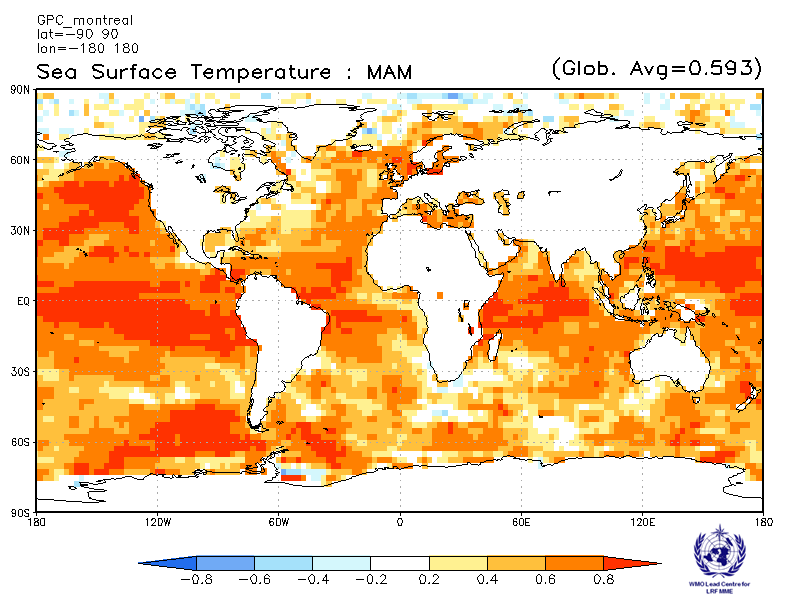 GPC_montreal
lat=-90 90
lon=-180 180
Sea Surface Temperature : MAM (Glob. Avg=0.593)
90N
60N
30N
EQ
30S
60S
90S
180 120W 60W 0 60E 120E 180
-0.8 -0.6 -0.4 -0.2 0.2 0.4 0.6 0.8
WMO Lead Centre for
LRF MME